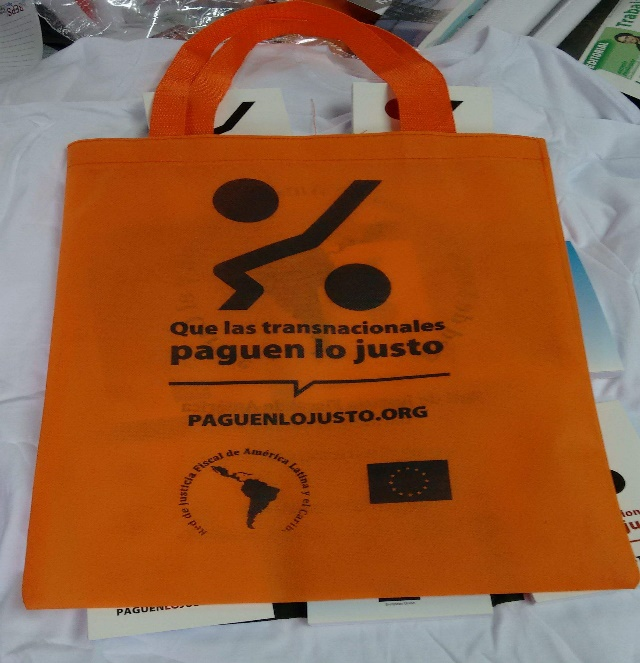 Que las transnacionales
paguen lo justo
PAGUENLOJUSTO.ORG
Red de Justicia Fiscal de América Latina y el Caribe
PAGUENLOJUS